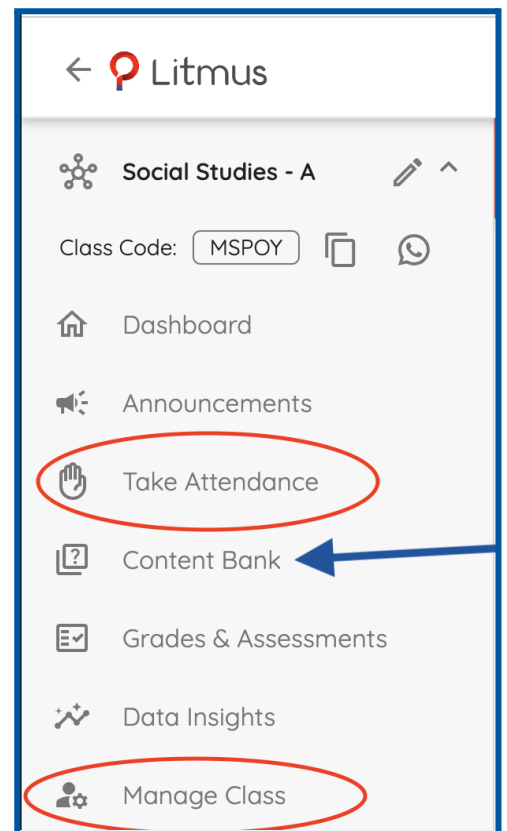 Litmus
Social Studies - A
Class Code: MSPOY
Dashboard
Announcements
Take Attendance
Content Bank
Grades & Assessments
Data Insights
Manage Class